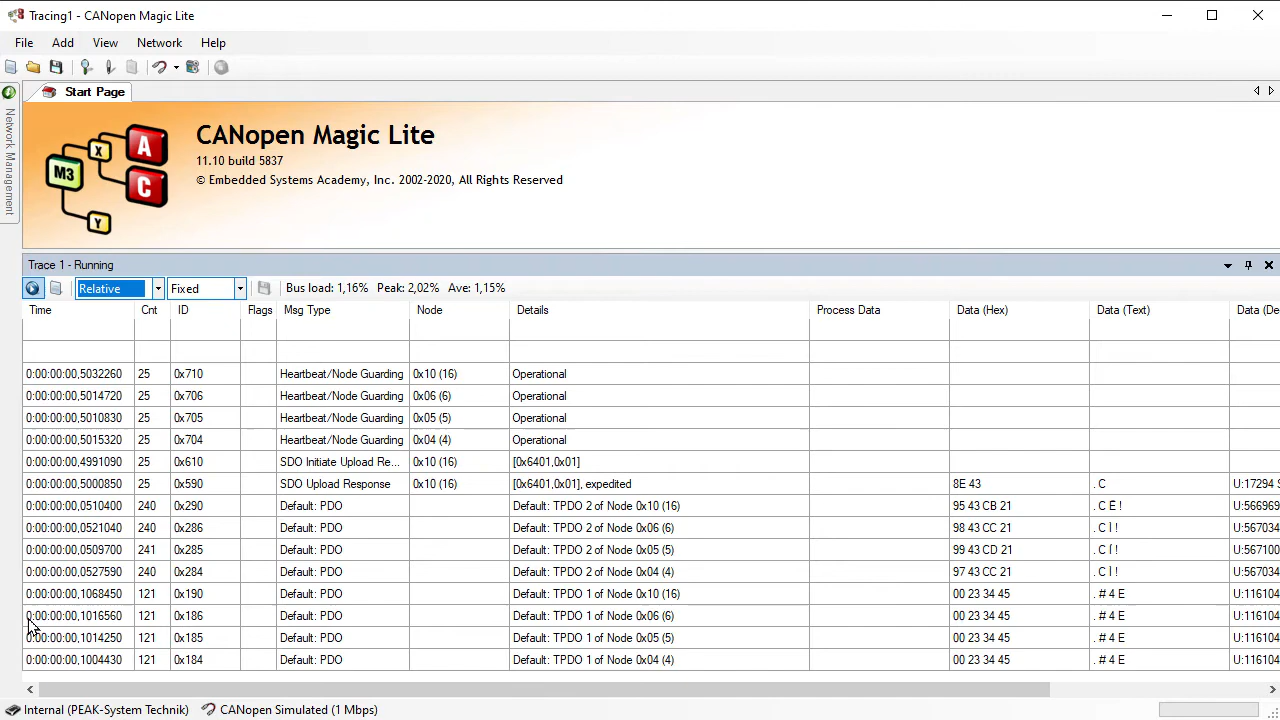 Tracing1 - CANopen Magic Lite
File Add View Network Help
Start Page
Network Management
M3 X A C Y
CANopen Magic Lite
11.10 build 5837
© Embedded Systems Academy, Inc. 2002-2020, All Rights Reserved
Trace 1 - Running
Relative Fixed Bus load: 1,16% Peak: 2,02% Ave: 1,15%
Time Cnt ID Flags Msg Type Node Details Process Data Data (Hex) Data (Text) Data (De
0:00:00:00,5032260 25 0x710 Heartbeat/Node Guarding 0x10 (16) Operational
0:00:00:00,5014720 25 0x706 Heartbeat/Node Guarding 0x06 (6) Operational
0:00:00:00,5010830 25 0x705 Heartbeat/Node Guarding 0x05 (5) Operational
0:00:00:00,5015320 25 0x704 Heartbeat/Node Guarding 0x04 (4) Operational
0:00:00:00,4991090 25 0x610 SDO Initiate Upload Re... 0x10 (16) [0x6401,0x01]
0:00:00:00,5000850 25 0x590 SDO Upload Response 0x10 (16) [0x6401,0x01], expedited 8E 43 . C U:17294 S
0:00:00:00,0510400 240 0x290 Default: PDO Default: TPDO 2 of Node 0x10 (16) 95 43 CB 21 . C Ë ! U:566969
0:00:00:00,0521040 240 0x286 Default: PDO Default: TPDO 2 of Node 0x06 (6) 98 43 CC 21 . C Ì ! U:567034
0:00:00:00,0509700 241 0x285 Default: PDO Default: TPDO 2 of Node 0x05 (5) 99 43 CD 21 . C Í ! U:567100
0:00:00:00,0527590 240 0x284 Default: PDO Default: TPDO 2 of Node 0x04 (4) 97 43 CC 21 . C Ì ! U:567034
0:00:00:00,1068450 121 0x190 Default: PDO Default: TPDO 1 of Node 0x10 (16) 00 23 34 45 . # 4 E U:116104
0:00:00:00,1016560 121 0x186 Default: PDO Default: TPDO 1 of Node 0x06 (6) 00 23 34 45 . # 4 E U:116104
0:00:00:00,1014250 121 0x185 Default: PDO Default: TPDO 1 of Node 0x05 (5) 00 23 34 45 . # 4 E U:116104
0:00:00:00,1004430 121 0x184 Default: PDO Default: TPDO 1 of Node 0x04 (4) 00 23 34 45 . # 4 E U:116104
Internal (PEAK-System Technik) CANopen Simulated (1 Mbps)